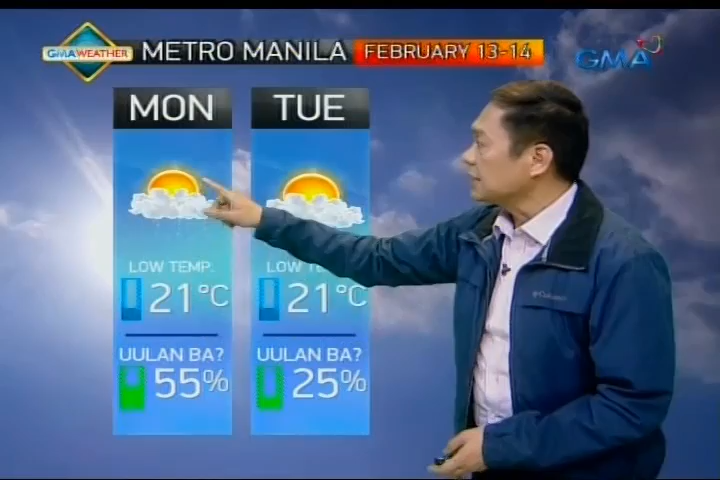 GMA WEATHER METRO MANILA FEBRUARY 13-14
GMA
MON TUE
LOW TEMP. LOW TE
21°C 21°C
UULAN BA? UULAN BA?
55% 25%
Columbia